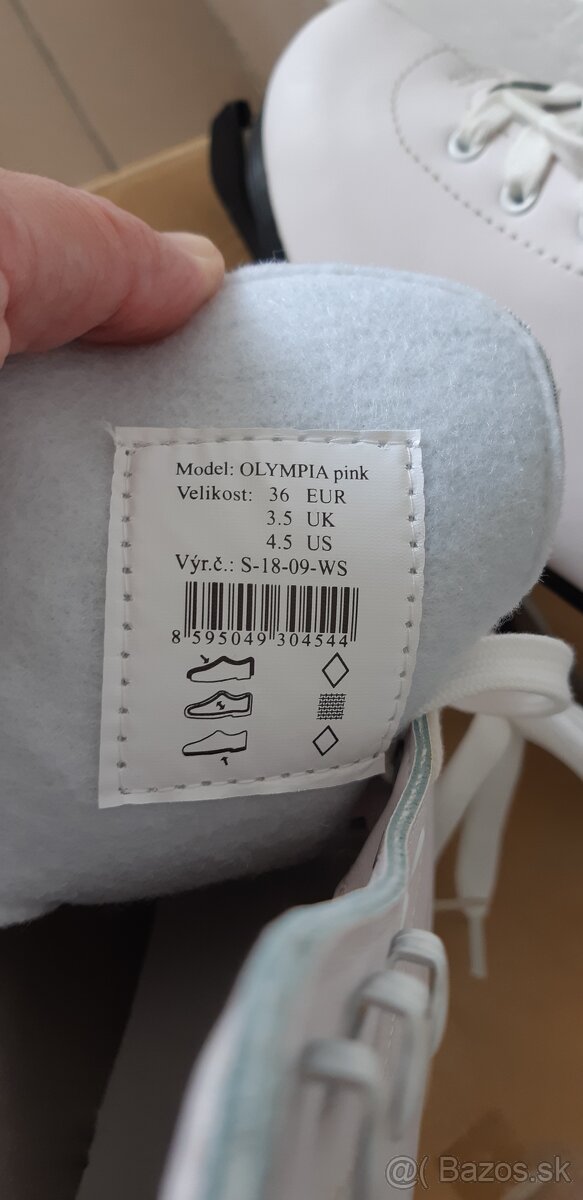 Model: OLYMPIA pink
Velikost: 36 EUR
3.5 UK
4.5 US
Výr.č.: S-18-09-WS
8 595049 304544
@( Bazos.sk